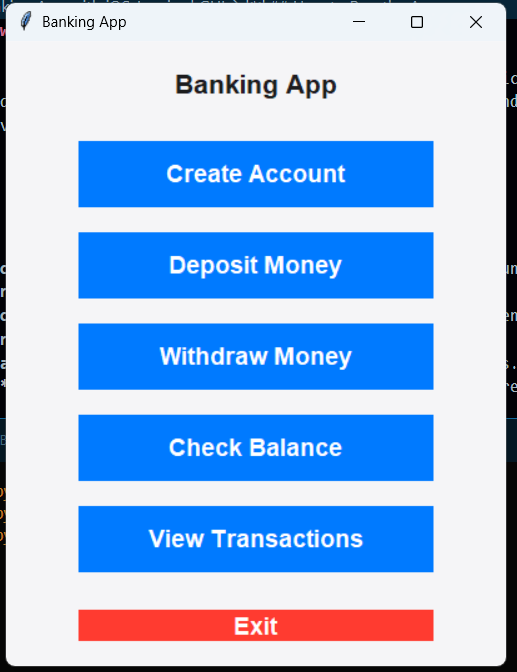 Banking App
Banking App
Create Account
Deposit Money
Withdraw Money
Check Balance
View Transactions
Exit